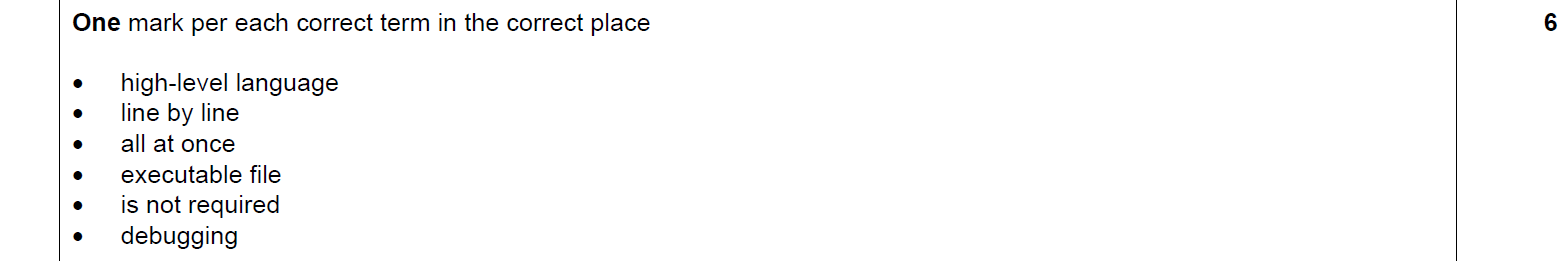 One mark per each correct term in the correct place 6
• high-level language
• line by line
• all at once
• executable file
• is not required
• debugging